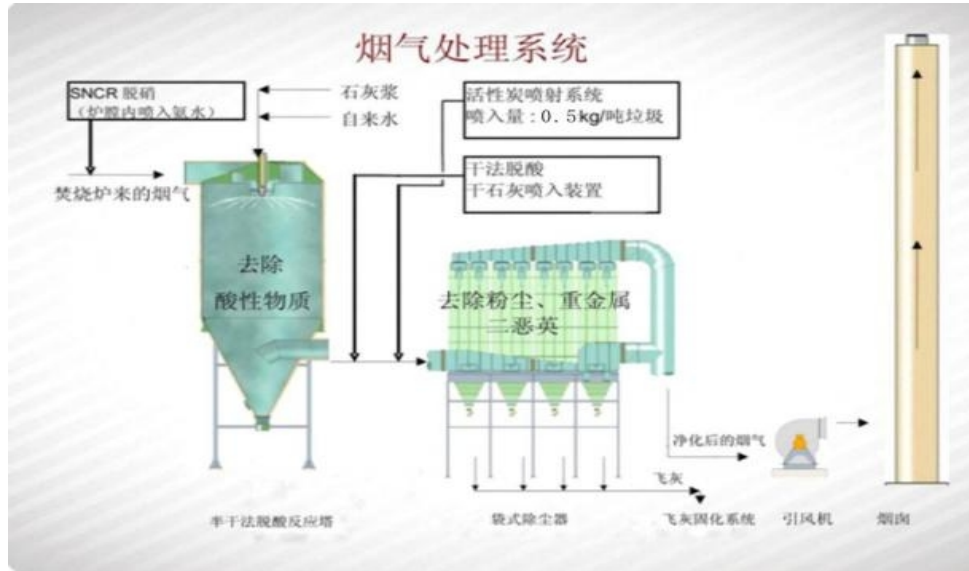 烟气处理系统
SNCR 脱硝
（炉膛内喷入氨水）
石灰浆
自来水
活性炭喷射系统
喷入量：0.5kg/吨垃圾
干法脱酸
干石灰喷入装置
焚烧炉来的烟气
去除
酸性物质
去除粉尘、重金属
二恶英
净化后的烟气
飞灰
半干法脱酸反应塔
袋式除尘器
飞灰固化系统
引风机
烟囱